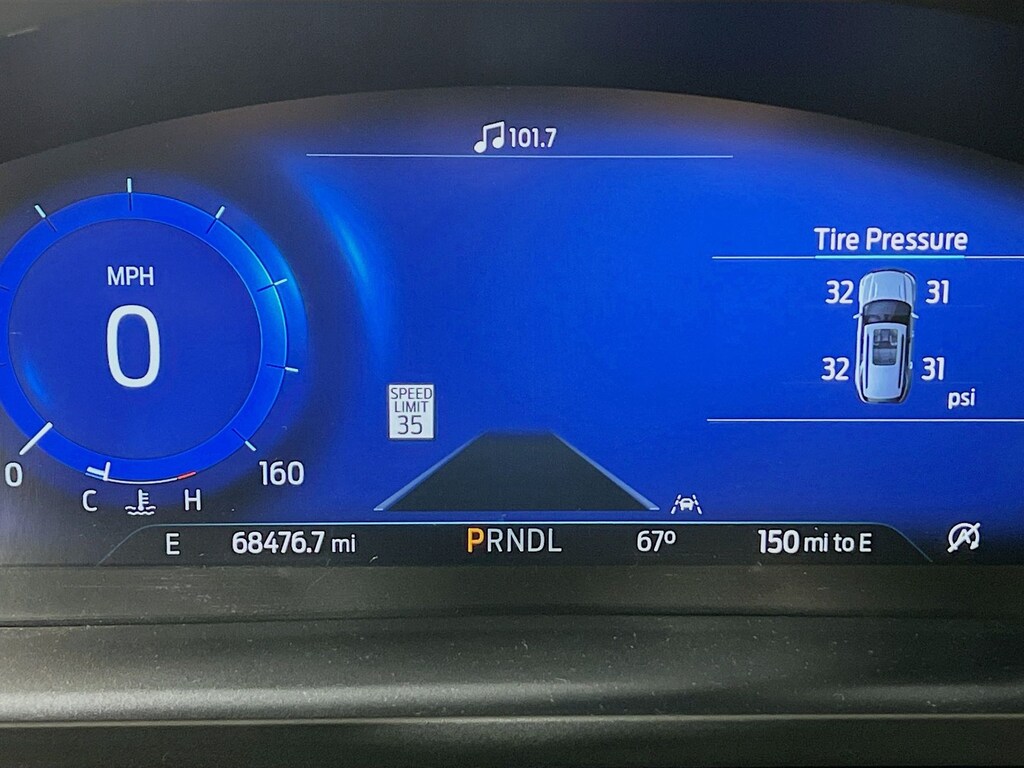 101.7
Tire Pressure
32 31
32 31
psi
MPH
0
SPEED
LIMIT
35
0 160
C H
E 68476.7 mi PRNDL 67º 150 mi to E